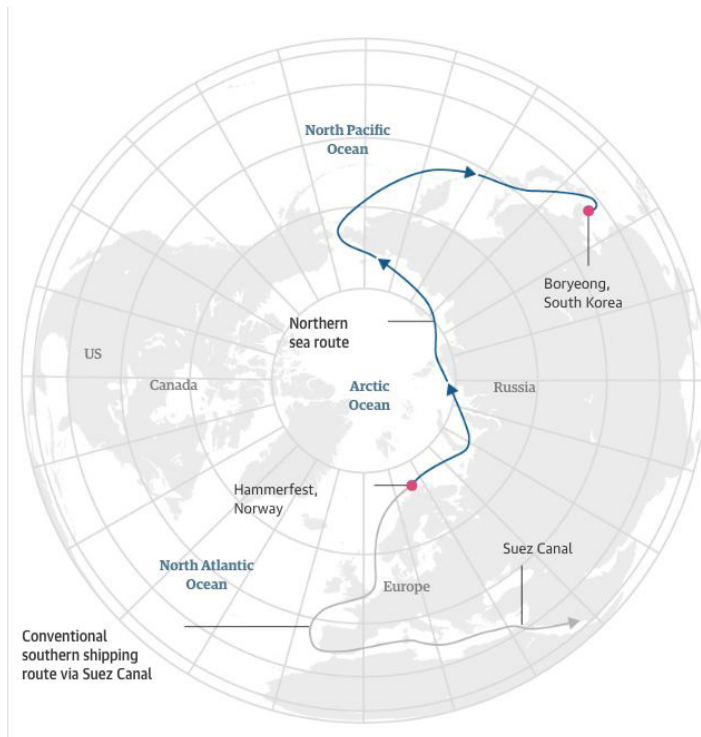 North Pacific
Ocean
Boryeong,
South Korea
Northern
sea route
US
Canada
Arctic
Ocean
Russia
Hammerfest,
Norway
Suez Canal
North Atlantic
Ocean
Europe
Conventional
southern shipping
route via Suez Canal